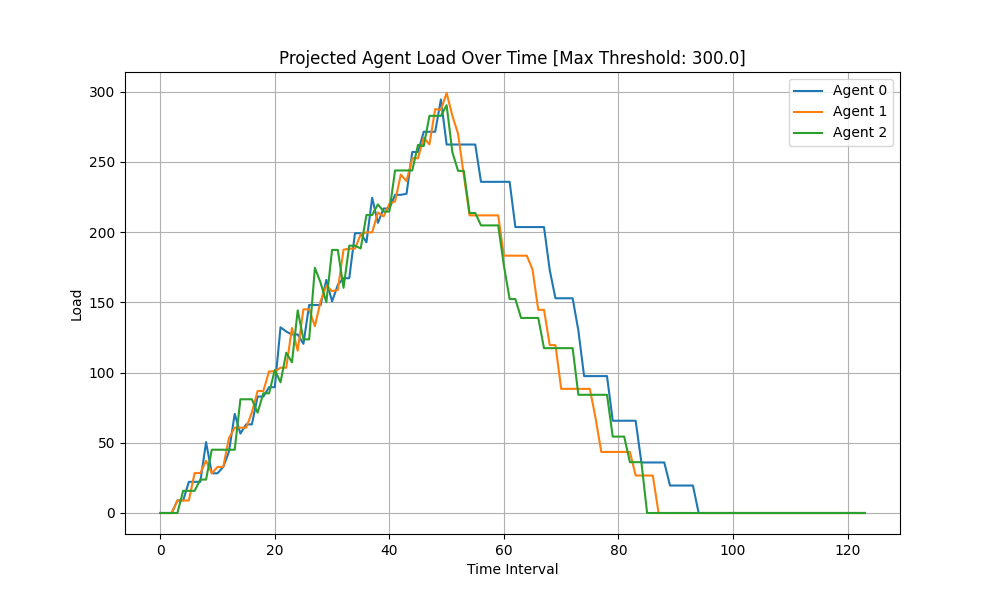 Projected Agent Load Over Time [Max Threshold: 300.0]
Agent 0
Agent 1
Agent 2
Load
300
250
200
150
100
50
0
0 20 40 60 80 100 120
Time Interval